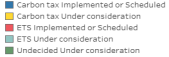 Carbon tax Implemented or Scheduled
Carbon tax Under consideration
ETS Implemented or Scheduled
ETS Under consideration
Undecided Under consideration